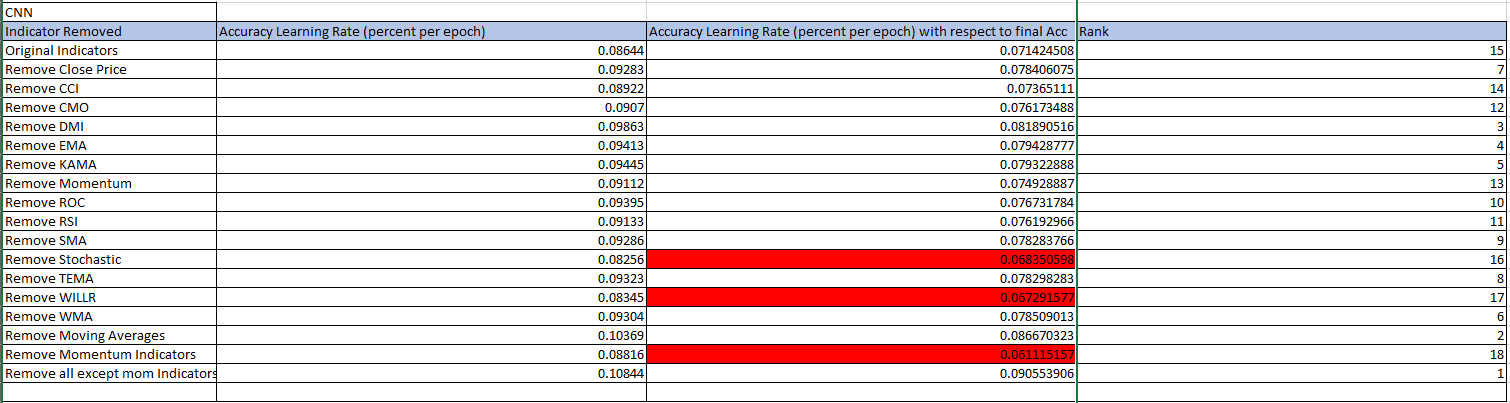 CNN
Indicator Removed Accuracy Learning Rate (percent per epoch) Accuracy Learning Rate (percent per epoch) with respect to final Acc Rank
Original Indicators 0.08644 0.071424508 15
Remove Close Price 0.09283 0.078406075 7
Remove CCI 0.08922 0.07365111 14
Remove CMO 0.0907 0.076173488 12
Remove DMI 0.09863 0.081890516 3
Remove EMA 0.09413 0.079428777 4
Remove KAMA 0.09445 0.079322888 5
Remove Momentum 0.09112 0.074928887 13
Remove ROC 0.09395 0.076731784 10
Remove RSI 0.09133 0.076192966 11
Remove SMA 0.09286 0.078283766 9
Remove Stochastic 0.08256 0.068350598 16
Remove TEMA 0.09323 0.078298283 8
Remove WILLR 0.08345 0.067291577 17
Remove WMA 0.09304 0.078509013 6
Remove Moving Averages 0.10369 0.086670323 2
Remove Momentum Indicators 0.08816 0.061115157 18
Remove all except mom Indicators 0.10844 0.090553906 1